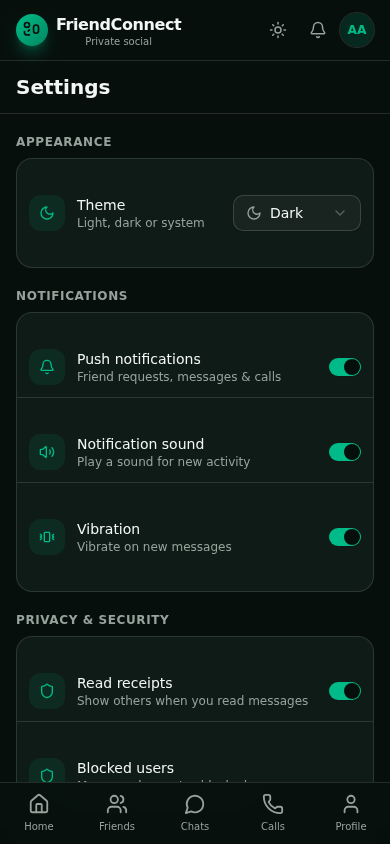 FriendConnect
Private social
AA
Settings
APPEARANCE
Theme
Light, dark or system
Dark
NOTIFICATIONS
Push notifications
Friend requests, messages & calls
Notification sound
Play a sound for new activity
Vibration
Vibrate on new messages
PRIVACY & SECURITY
Read receipts
Show others when you read messages
Blocked users
Home
Friends
Chats
Calls
Profile